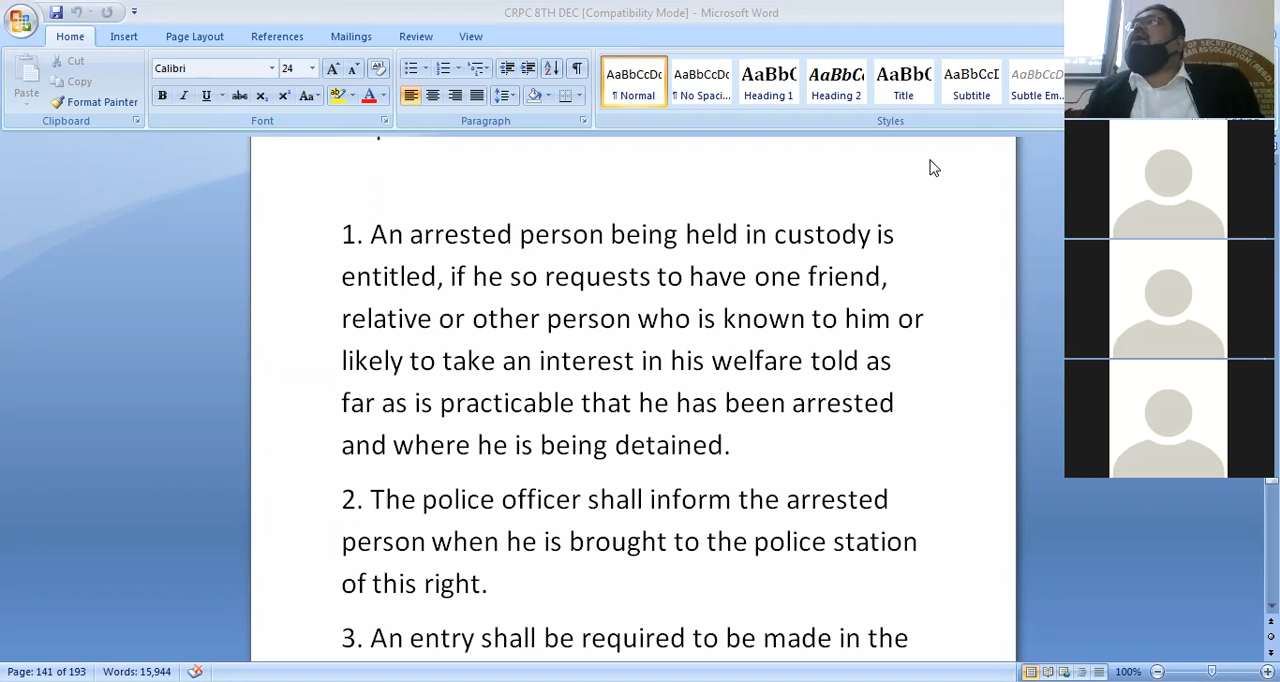 CRPC 8TH DEC [Compatibility Mode] - Microsoft Word
Home Insert Page Layout References Mailings Review View
Paste
Cut
Copy
Format Painter
Clipboard
Calibri 24
Font
Paragraph
AaBbCcDc AaBbCcDc AaBb( AaBbC AaBb( AaBbCcI AaBbCcD
¶ Normal ¶ No Spaci... Heading 1 Heading 2 Title Subtitle Subtle Em...
Styles
1. An arrested person being held in custody is
entitled, if he so requests to have one friend,
relative or other person who is known to him or
likely to take an interest in his welfare told as
far as is practicable that he has been arrested
and where he is being detained.
2. The police officer shall inform the arrested
person when he is brought to the police station
of this right.
3. An entry shall be required to be made in the
OF SECRETARIES
Page: 141 of 193 Words: 15,944
100%